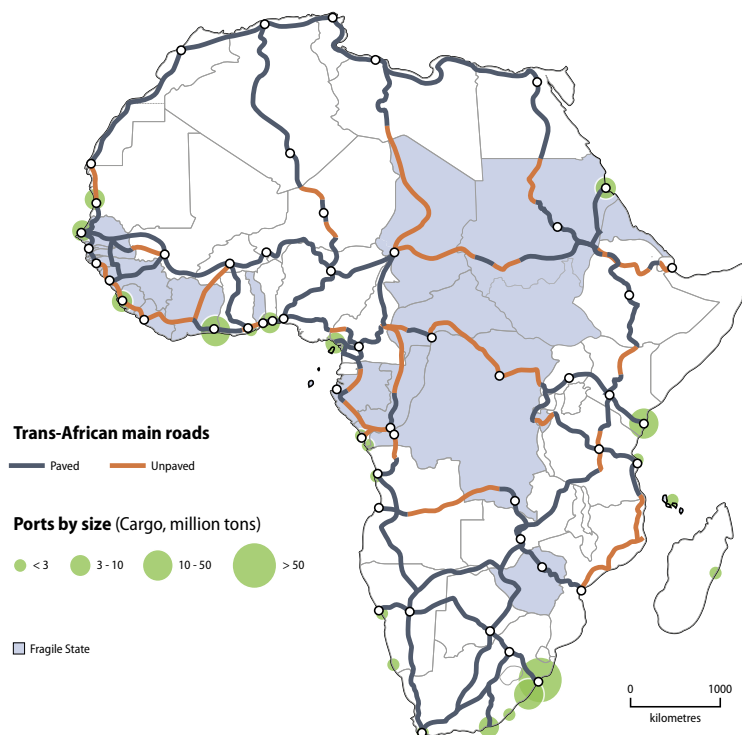 Trans-African main roads
Paved
Unpaved
Ports by size (Cargo, million tons)
< 3
3 - 10
10 - 50
> 50
Fragile State
0
1000
kilometres